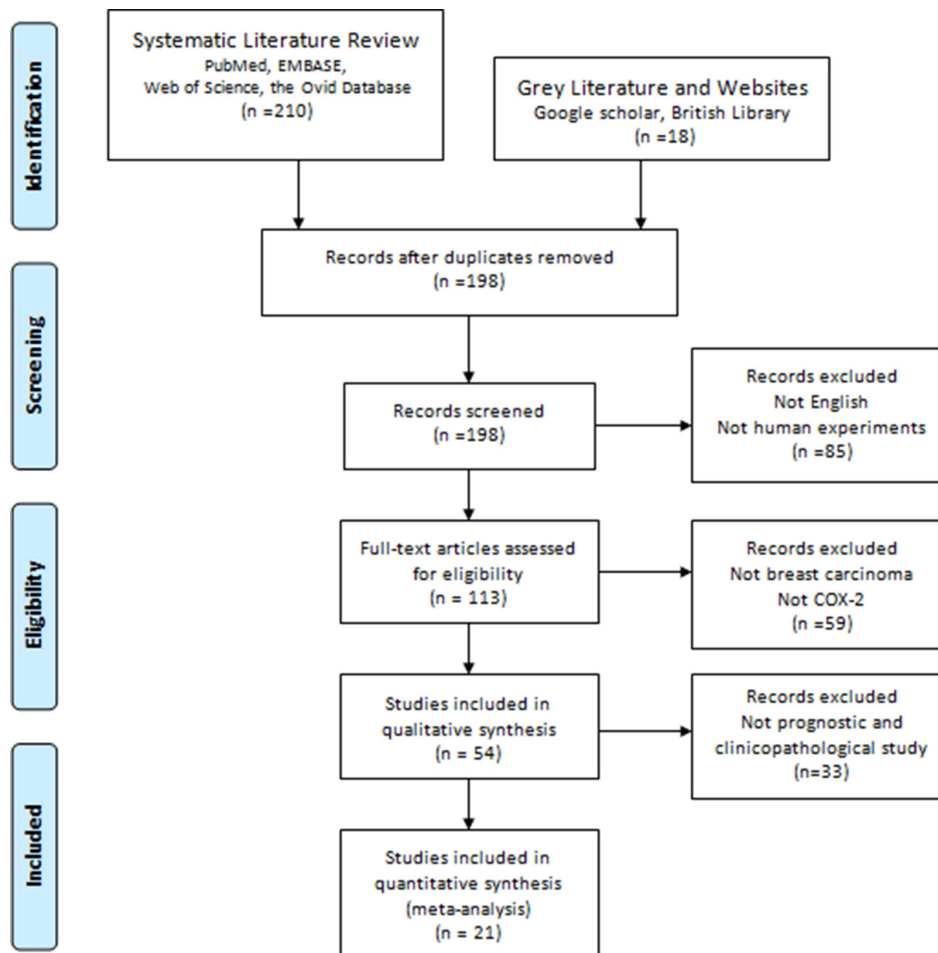 Identification
Systematic Literature Review
PubMed, EMBASE,
Web of Science, the Ovid Database
(n =210)
Grey Literature and Websites
Google scholar, British Library
(n =18)
Records after duplicates removed
(n =198)
Screening
Records screened
(n =198)
Records excluded
Not English
Not human experiments
(n =85)
Eligibility
Full-text articles assessed
for eligibility
(n = 113)
Records excluded
Not breast carcinoma
Not COX-2
(n =59)
Studies included in
qualitative synthesis
(n = 54)
Records excluded
Not prognostic and
clinicopathological study
(n=33)
Included
Studies included in
quantitative synthesis
(meta-analysis)
(n = 21)